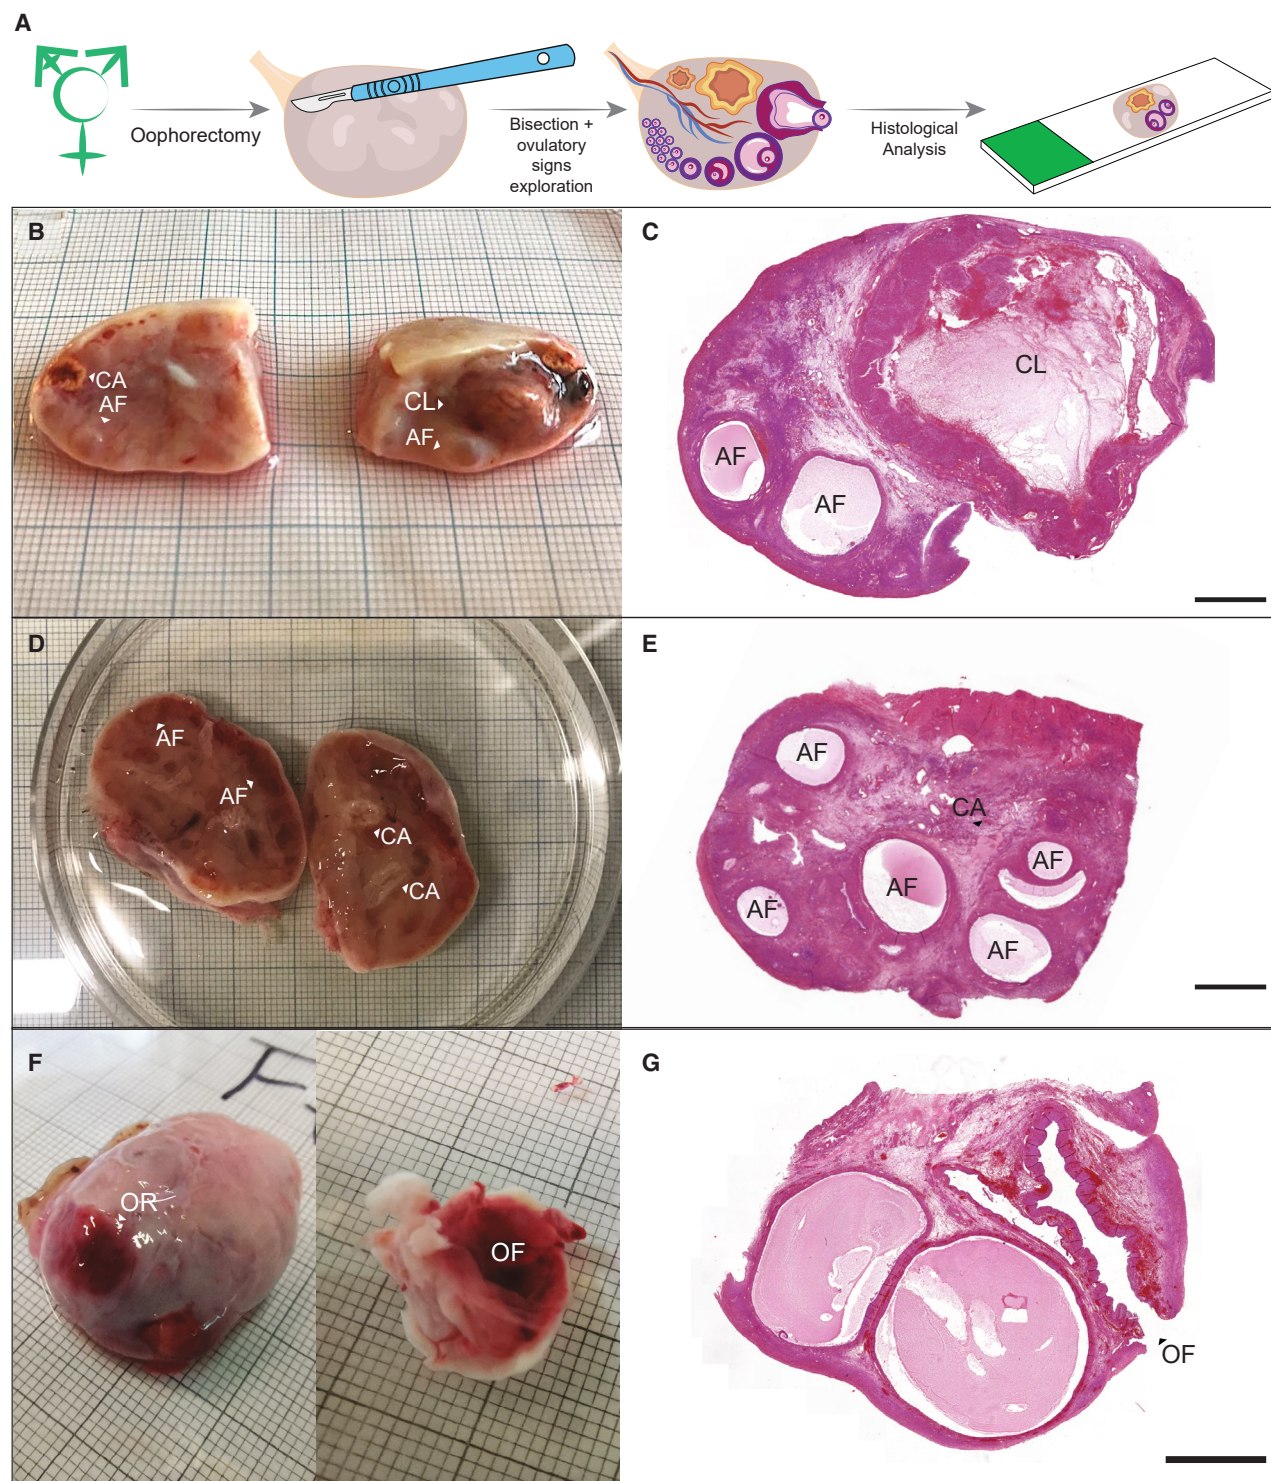 A
Oophorectomy
Bisection +
ovulatory
signs
exploration
Histological
Analysis
B
CA
AF
CL
AF
C
CL
AF
AF
D
AF
AF
CA
CA
E
AF
CA
AF
AF
AF
AF
F
OR
OF
G
OF